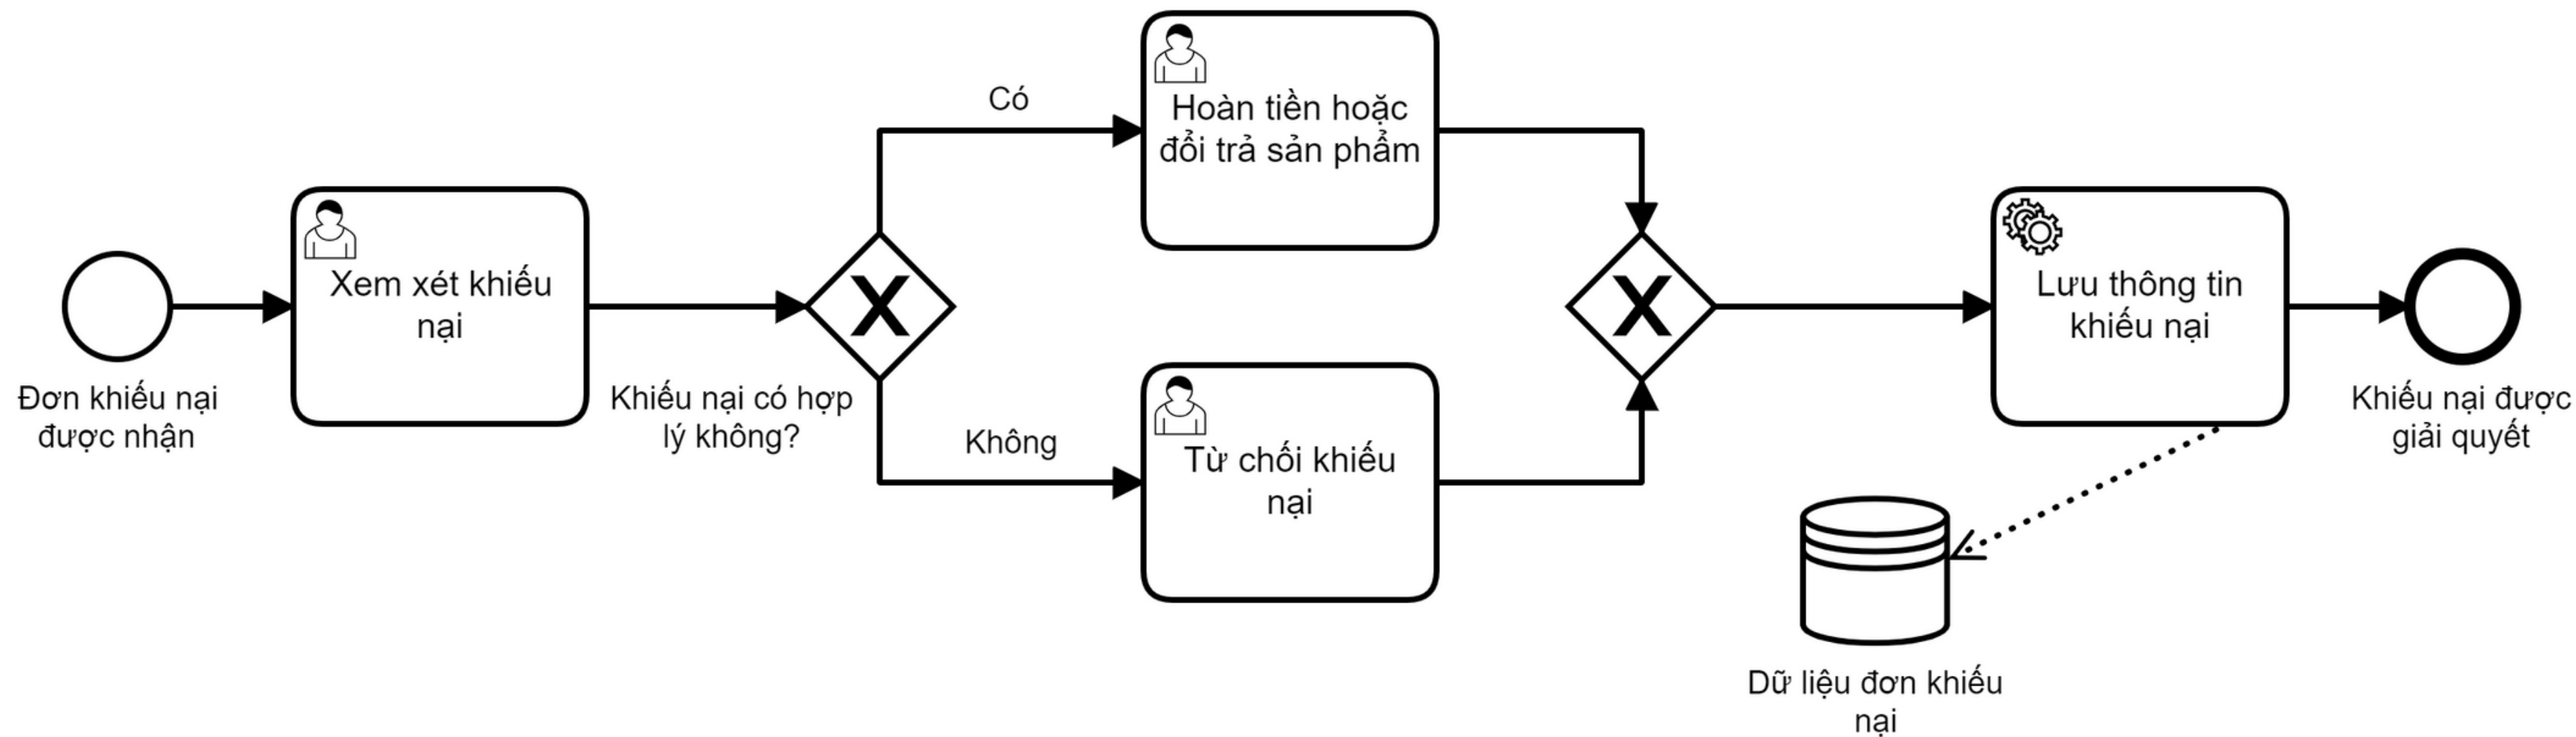 Đơn khiếu nại
được nhận
Xem xét khiếu
nại
Khiếu nại có hợp
lý không?
Có
Hoàn tiền hoặc
đổi trả sản phẩm
Không
Từ chối khiếu
nại
Lưu thông tin
khiếu nại
Dữ liệu đơn khiếu
nại
Khiếu nại được
giải quyết